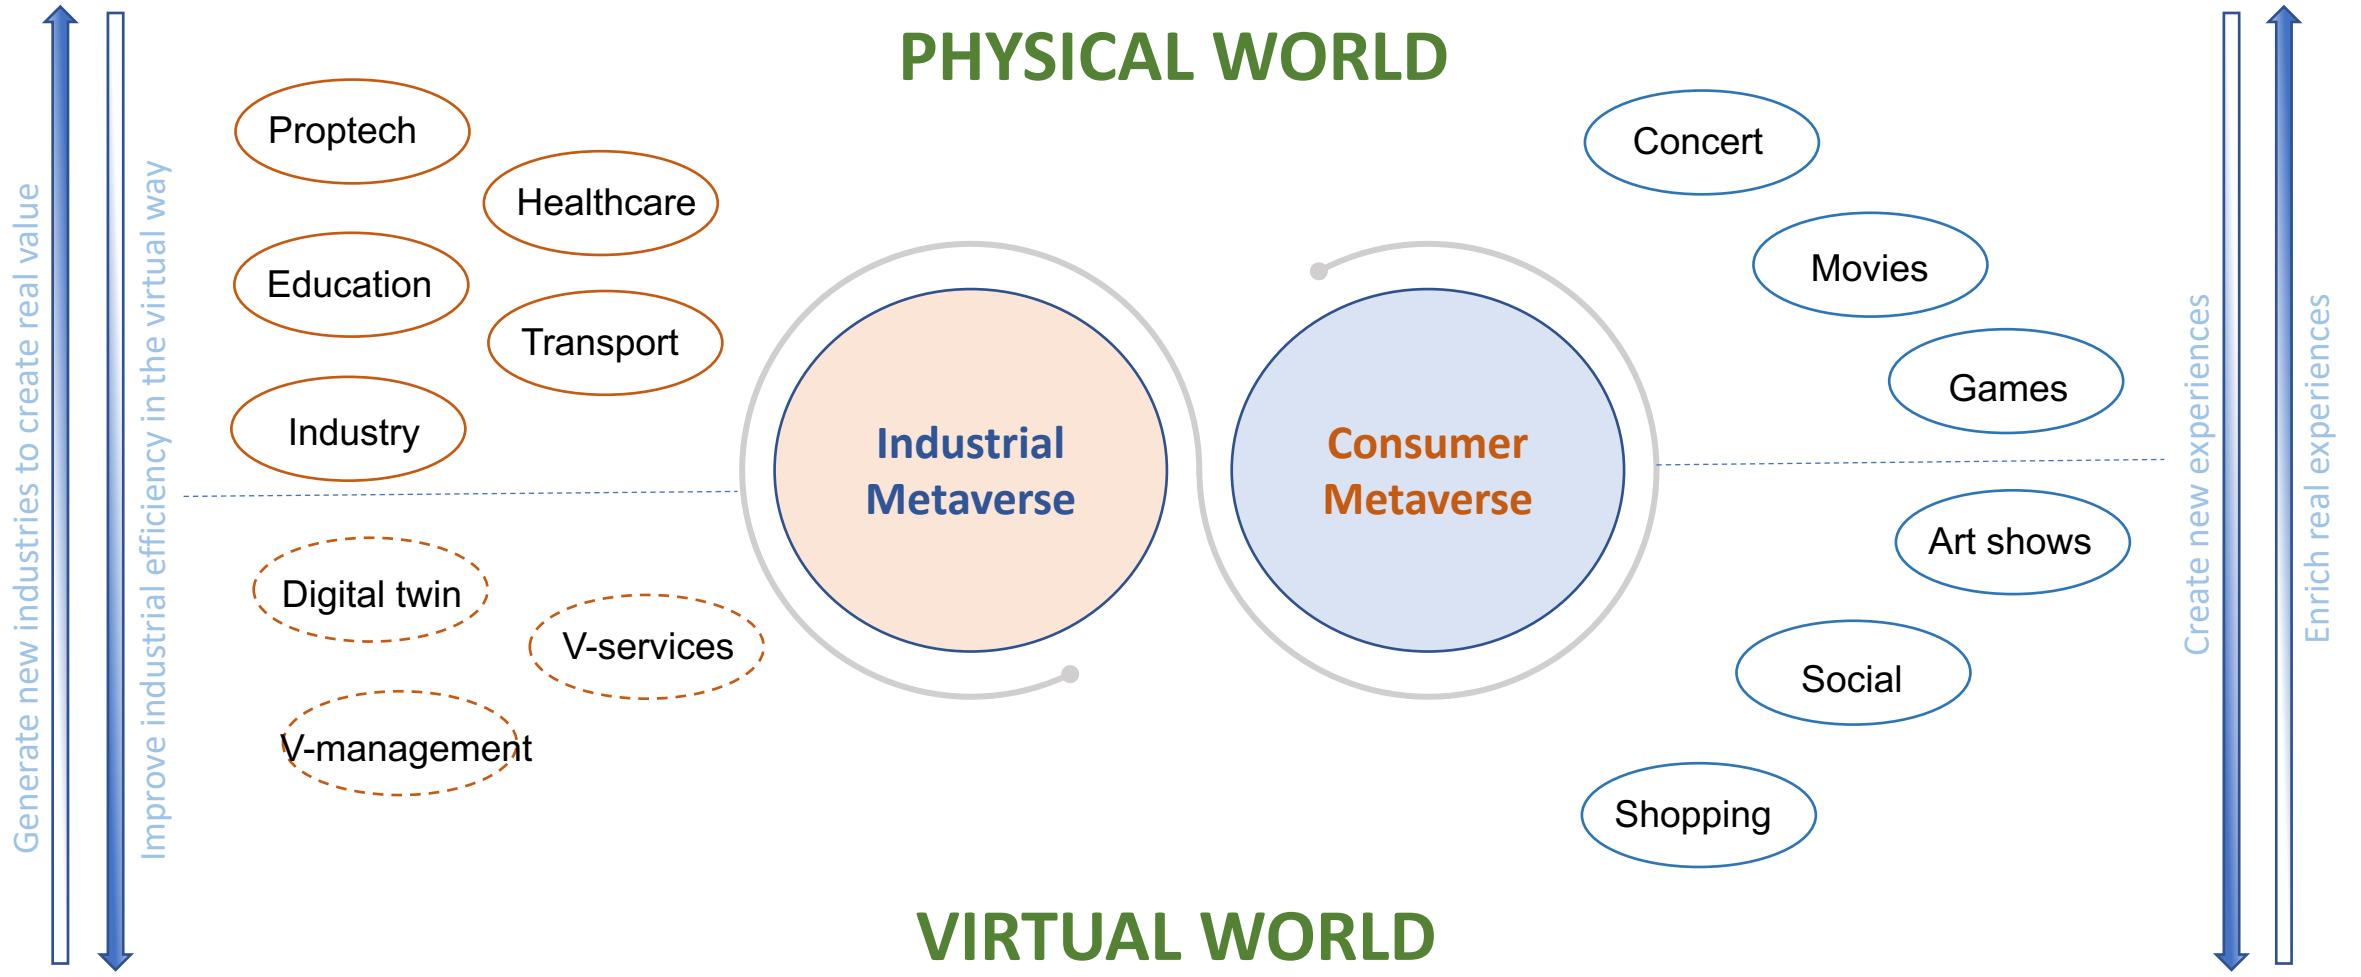 PHYSICAL WORLD
Generate new industries to create real value
Improve industrial efficiency in the virtual way
Proptech
Healthcare
Education
Transport
Industry
Digital twin
V-services
V-management
Industrial
Metaverse
Consumer
Metaverse
Concert
Movies
Games
Art shows
Social
Shopping
Create new experiences
Enrich real experiences
VIRTUAL WORLD